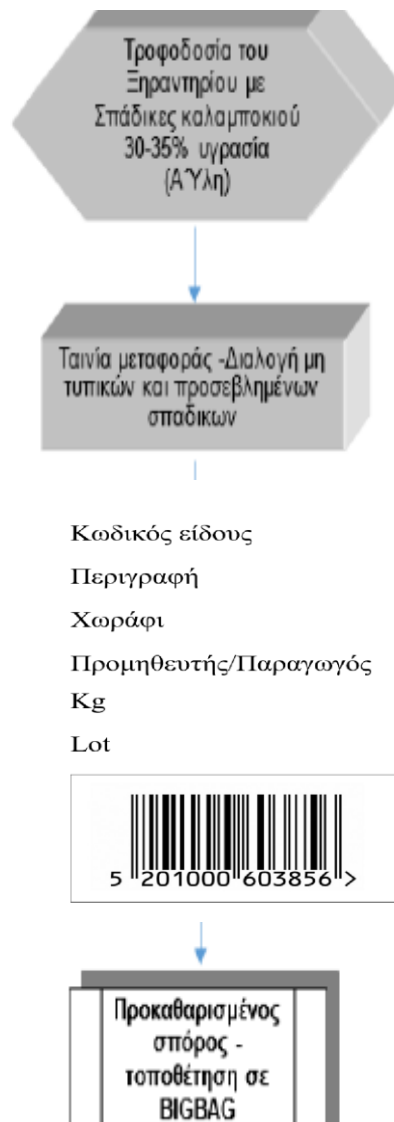 Τροφοδοσία του
Ξηραντηρίου με
Σπάδικες καλαμποκιού
30-35% υγρασία
(Α Ύλη)
Ταινία μεταφοράς -Διαλογή μη
τυπικών και προσεβλημένων
σπαδικων
Κωδικός είδους
Περιγραφή
Χωράφι
Προμηθευτής/Παραγωγός
Kg
Lot
5 201000 603856 >
Προκαθαρισμένος
σπόρος -
τοποθέτηση σε
BIGBAG